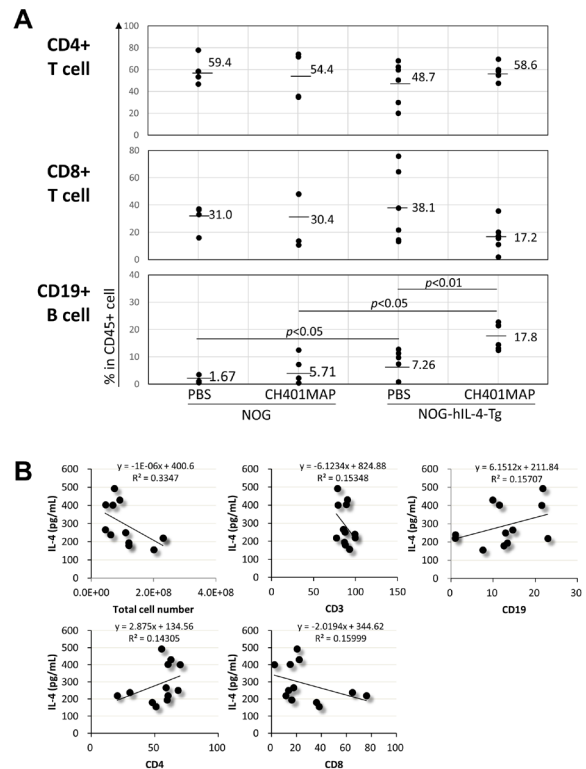 A
CD4+
T cell
100
80
60
40
20
0
59.4
54.4
48.7
58.6
CD8+
T cell
80
60
40
20
0
31.0
30.4
38.1
17.2
CD19+
B cell
% in CD45+ cell
50
40
30
20
10
0
p<0.01
p<0.05
p<0.05
1.67
5.71
7.26
17.8
PBS CH401MAP PBS CH401MAP
NOG NOG-hIL-4-Tg
B
y = -1E-06x + 400.6
R² = 0.3347
IL-4 (pg/mL)
600
500
400
300
200
100
0
0.0E+00 2.0E+08 4.0E+08
Total cell number
y = -6.1234x + 824.88
R² = 0.15348
IL-4 (pg/mL)
600
500
400
300
200
100
0
0 50 100 150
CD3
y = 6.1512x + 211.84
R² = 0.15707
IL-4 (pg/mL)
600
500
400
300
200
100
0
0 10 20 30
CD19
y = 2.875x + 134.56
R² = 0.14305
IL-4 (pg/mL)
600
500
400
300
200
100
0
0 50 100
CD4
y = -2.0194x + 344.62
R² = 0.15999
IL-4 (pg/mL)
600
500
400
300
200
100
0
0 20 40 60 80 100
CD8